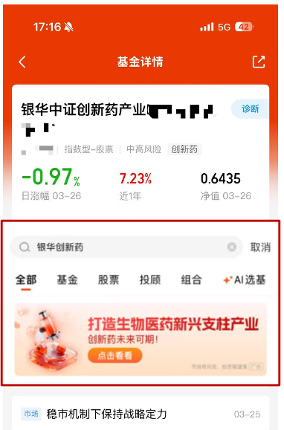 17:16
5G 42
基金详情
银华中证创新药产业
诊断
指数型-股票 中高风险 创新药
-0.97% 7.23% 0.6435
日涨幅 03-26 近1年 净值 03-26
银华创新药 取消
全部 基金 股票 投顾 组合 AI选基
打造生物医药新兴支柱产业
创新药未来可期!
点击看看
市场 稳市机制下保持战略定力 03-25